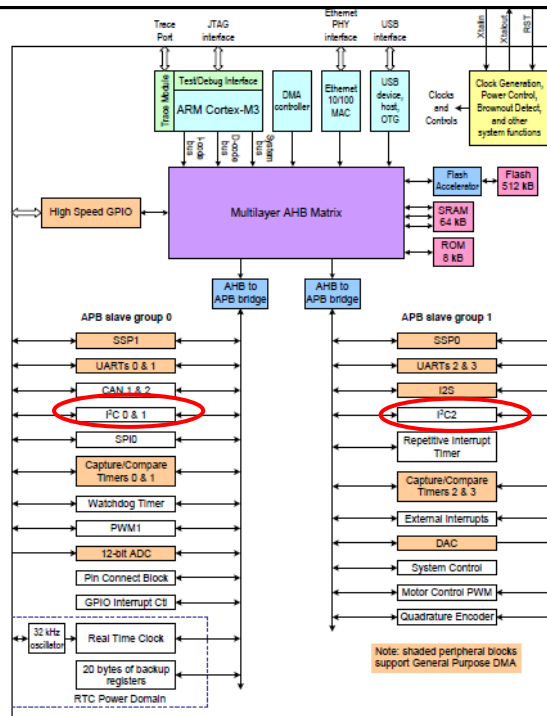 Trace
Port
JTAG
interface
Ethernet
PHY
interface
USB
interface
Xtalin
Xtalout
RST
Trace Module
Test/Debug Interface
ARM Cortex-M3
DMA
controller
Ethernet
10/100
MAC
USB
device,
host,
OTG
Clocks
and
Controls
Clock Generation,
Power Control,
Brownout Detect,
and other
system functions
I-code
bus
D-code
bus
System
bus
Multilayer AHB Matrix
High Speed GPIO
Flash
Accelerator
Flash
512 kB
SRAM
64 kB
ROM
8 kB
AHB to
APB bridge
AHB to
APB bridge
APB slave group 0
SSP1
UARTs 0 & 1
CAN 1 & 2
I²C 0 & 1
SPI0
Capture/Compare
Timers 0 & 1
Watchdog Timer
PWM1
12-bit ADC
Pin Connect Block
GPIO Interrupt Ctl
32 kHz
oscillator
Real Time Clock
20 bytes of backup
registers
RTC Power Domain
APB slave group 1
SSP0
UARTs 2 & 3
I2S
I²C2
Repetitive Interrupt
Timer
Capture/Compare
Timers 2 & 3
External Interrupts
DAC
System Control
Motor Control PWM
Quadrature Encoder
Note: shaded peripheral blocks
support General Purpose DMA